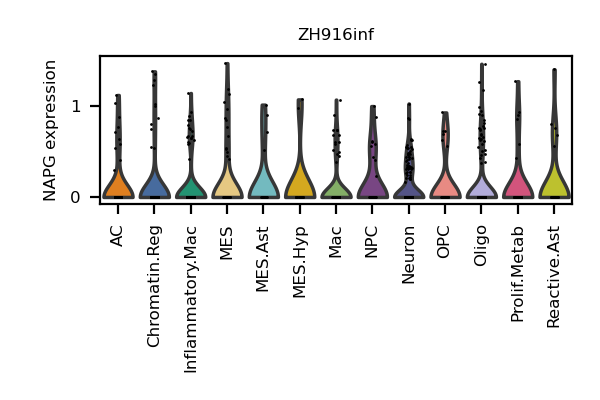 ZH916inf
NAPG expression
1
0
AC
Chromatin.Reg
Inflammatory.Mac
MES
MES.Ast
MES.Hyp
Mac
NPC
Neuron
OPC
Oligo
Prolif.Metab
Reactive.Ast